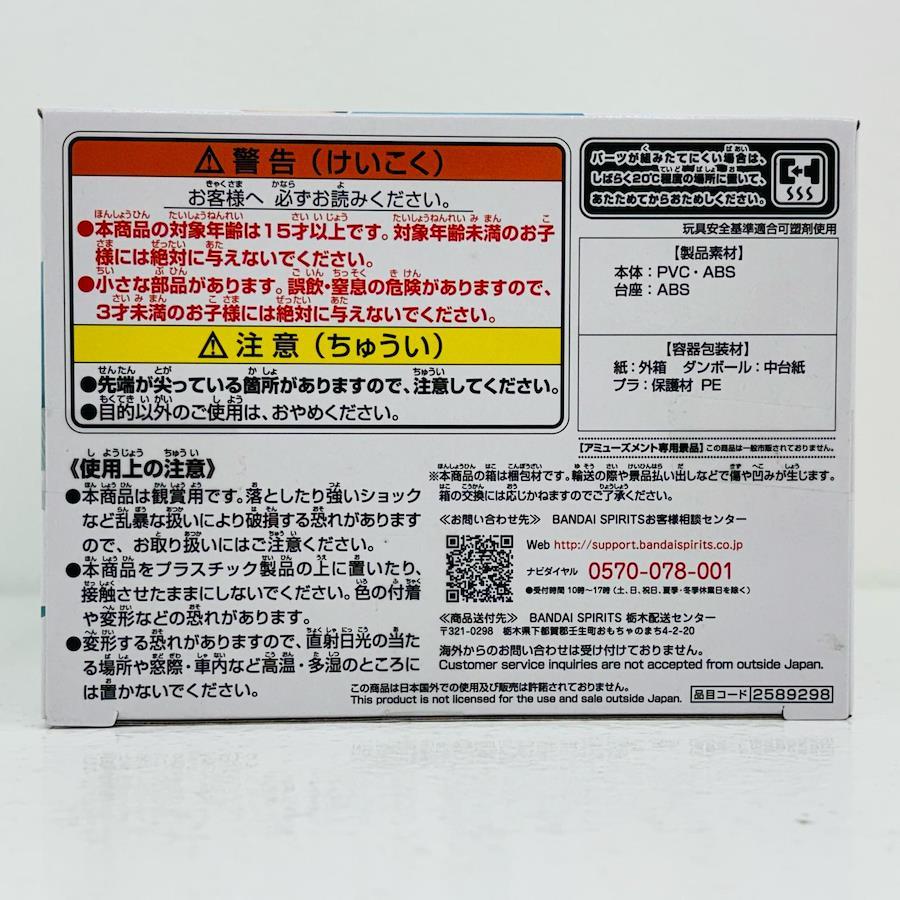 ⚠警告（けいこく）
お客様へ 必ずお読みください。
●本商品の対象年齢は15才以上です。対象年齢未満のお子
様には絶対に与えないでください。
●小さな部品があります。誤飲・窒息の危険がありますので、
3才未満のお子様には絶対に与えないでください。
⚠注意（ちゅうい）
●先端が尖っている箇所がありますので、注意してください。
●目的以外のご使用は、おやめください。
《使用上の注意》
●本商品は観賞用です。落としたり強いショック
など乱暴な扱いにより破損する恐れがあります
ので、お取り扱いにはご注意ください。
●本商品をプラスチック製品の上に置いたり、
接触させたままにしないでください。色の付着
や変形などの恐れがあります。
●変形する恐れがありますので、直射日光の当た
る場所や窓際・車内など高温・多湿のところに
は置かないでください。
パーツが組みたてにくい場合は、
しばらく20℃程度の場所に置いて、
あたためてからおためしください。
玩具安全基準適合可塑剤使用
【製品素材】
本体：PVC・ABS
台座：ABS
【容器包装材】
紙：外箱 ダンボール：中台紙
プラ：保護材 PE
【アミューズメント専用景品】この商品は一般市販されておりません。
※本商品の箱は梱包材です。輸送の際や景品払い出しなどで傷や凹みが生じます。
箱の交換には応じかねますのでご了承ください。
≪お問い合わせ先≫ BANDAI SPIRITSお客様相談センター
Web http://support.bandaispirits.co.jp
ナビダイヤル 0570-078-001
●受付時間 10時〜17時（土、日、祝日、夏季・冬季休業日を除く）
≪商品送付先≫ BANDAI SPIRITS 栃木配送センター
〒321-0298 栃木県下都賀郡壬生町おもちゃのまち4-2-20
海外からのお問い合わせは受け付けておりません。
Customer service inquiries are not accepted from outside Japan.
この商品は日本国外での使用及び販売は許諾されておりません。
This product is not licensed for the use and sale outside Japan.
品目コード 2589298